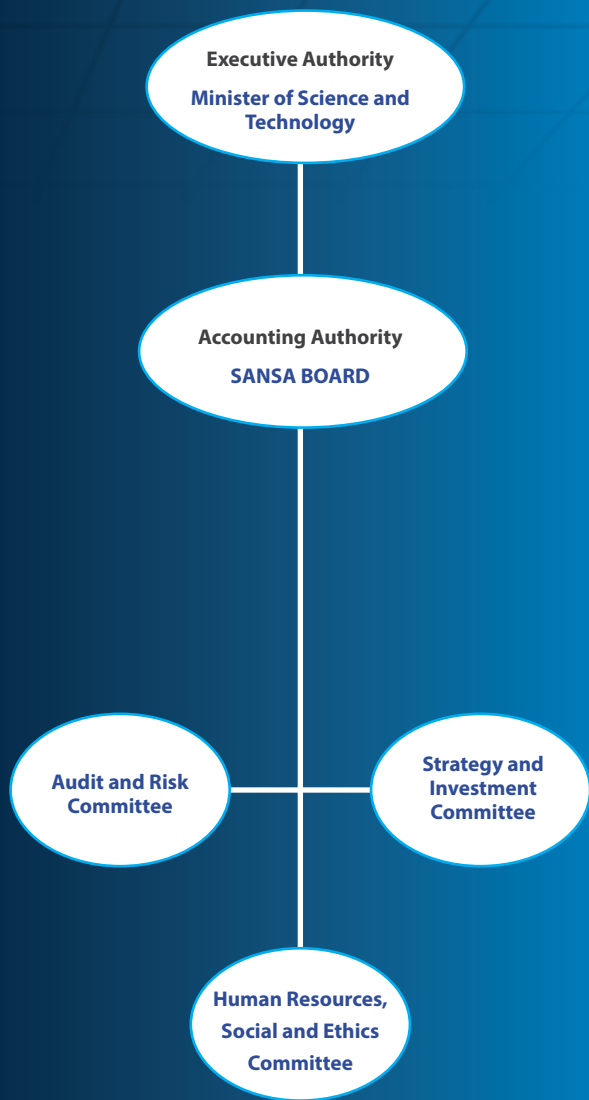 Executive Authority
Minister of Science and
Technology
Accounting Authority
SANSA BOARD
Audit and Risk
Committee
Strategy and
Investment
Committee
Human Resources,
Social and Ethics
Committee